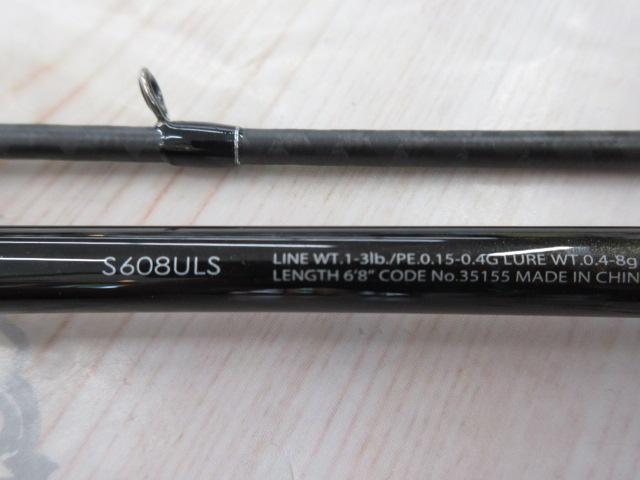 S608ULS
LINE WT.1-3lb./PE.0.15-0.4G LURE WT.0.4-8g
LENGTH 6'8" CODE No.35155 MADE IN CHIN